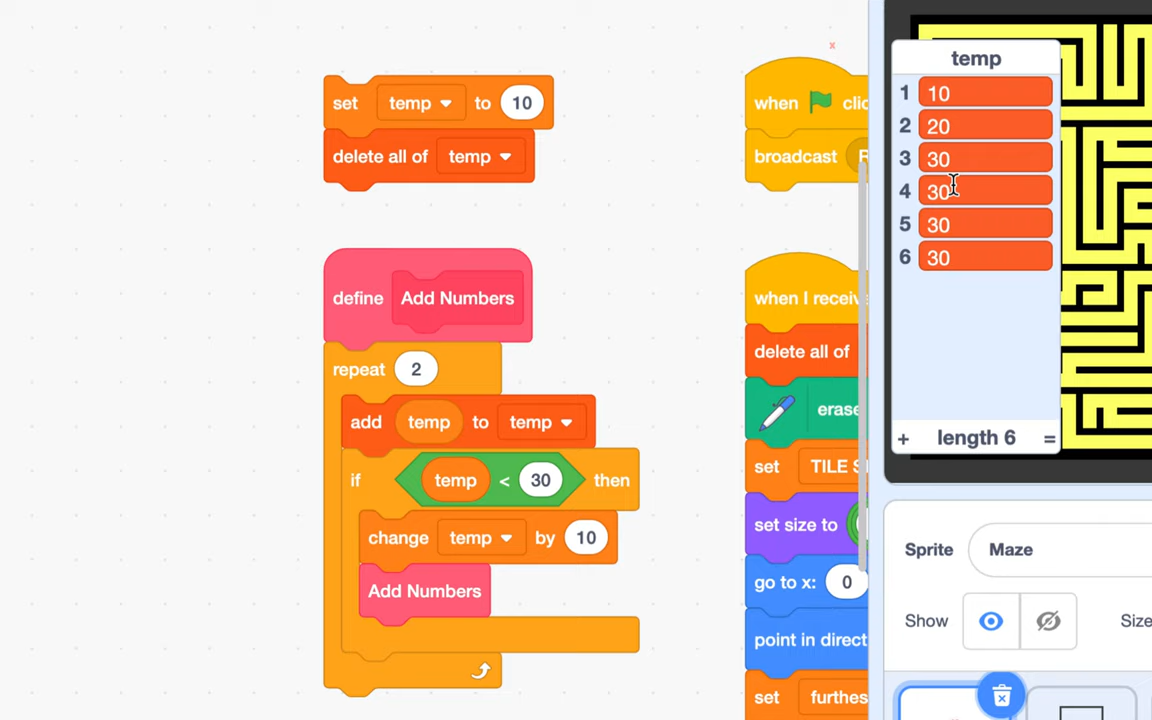 set temp to 10
delete all of temp
define Add Numbers
repeat 2
add temp to temp
if temp < 30 then
change temp by 10
Add Numbers
x
when clic
broadcast R
when I receiv
delete all of
erase
set TILE S
set size to
go to x: 0
point in direct
set furthes
temp
1 10
2 20
3 30
4 30
5 30
6 30
+ length 6 =
Sprite Maze
Show Size